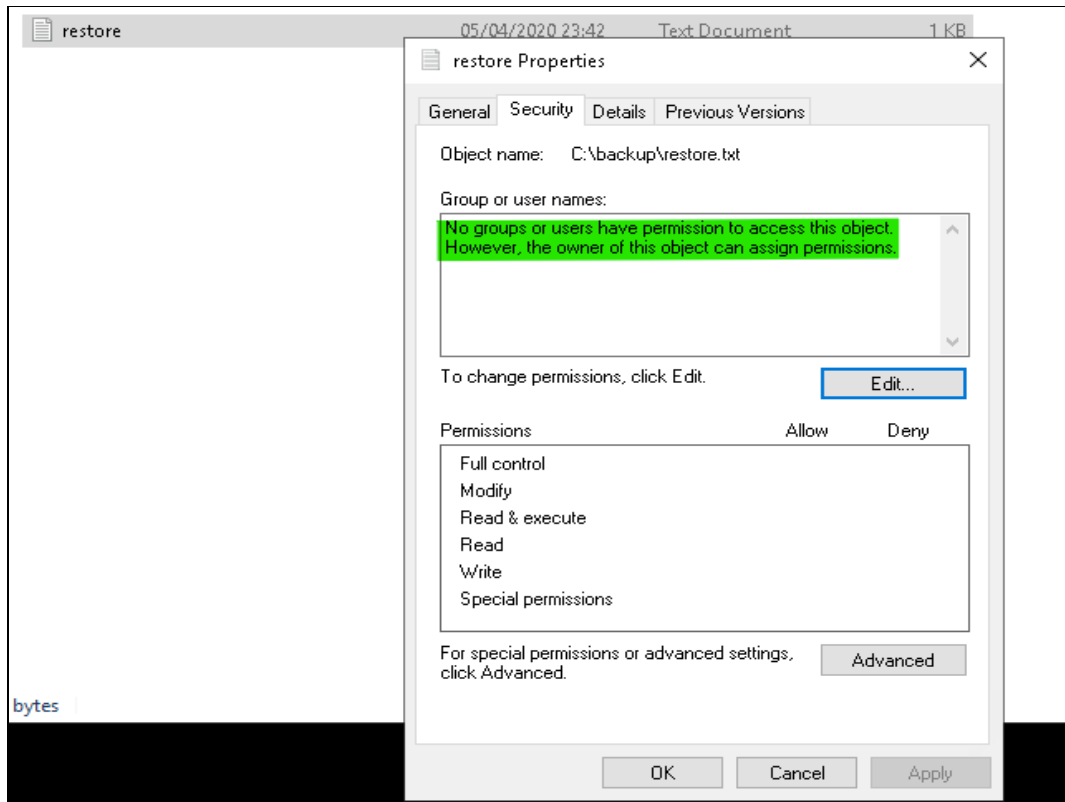 restore 05/04/2020 23:42 Text Document 1 KB
restore Properties
General Security Details Previous Versions
Object name: C:\backup\restore.txt
Group or user names:
No groups or users have permission to access this object.
However, the owner of this object can assign permissions.
To change permissions, click Edit.
Edit...
Permissions Allow Deny
Full control
Modify
Read & execute
Read
Write
Special permissions
For special permissions or advanced settings,
click Advanced.
Advanced
bytes
OK Cancel Apply